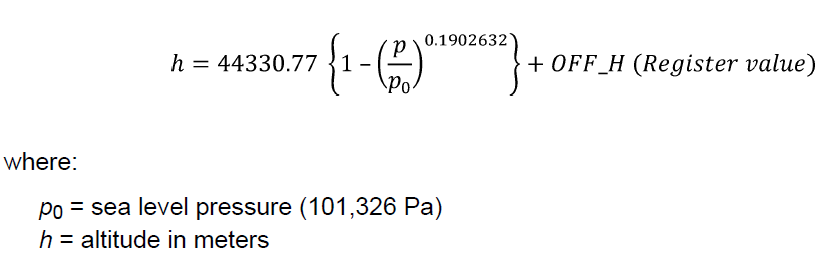 h = 44330.77 {1 - (p/p₀)^0.1902632} + OFF_H (Register value)
where:
p₀ = sea level pressure (101,326 Pa)
h = altitude in meters